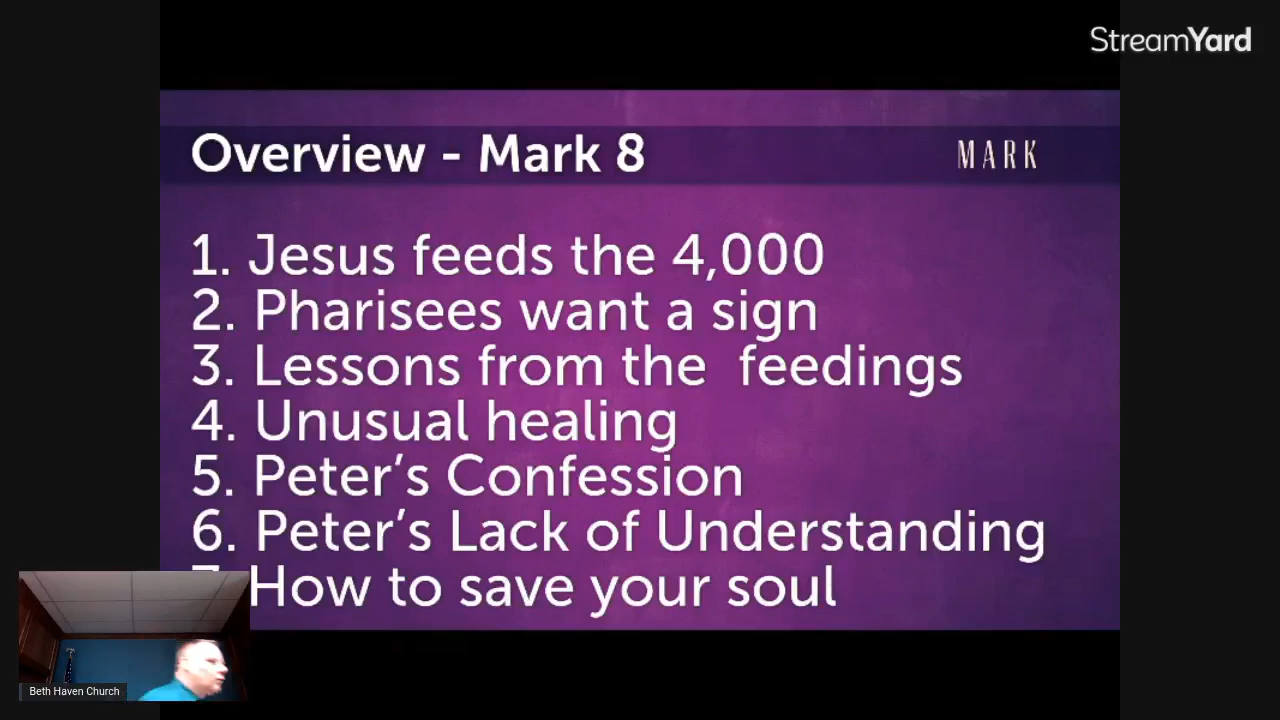 StreamYard
Overview - Mark 8
MARK
1. Jesus feeds the 4,000
2. Pharisees want a sign
3. Lessons from the  feedings
4. Unusual healing
5. Peter’s Confession
6. Peter’s Lack of Understanding
How to save your soul
Beth Haven Church